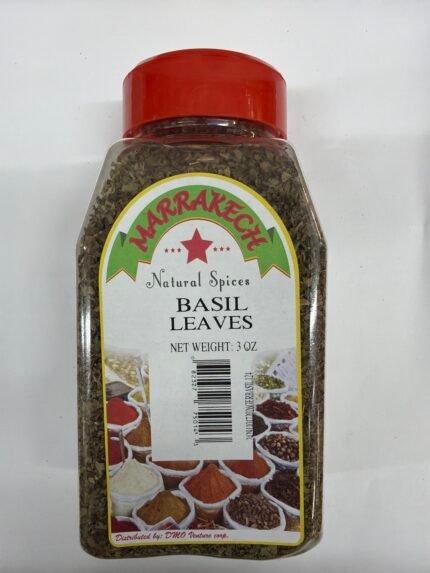 MARRAKECH
Natural Spices
BASIL
LEAVES
NET WEIGHT: 3 OZ
Distributed by: DMO Venture corp.